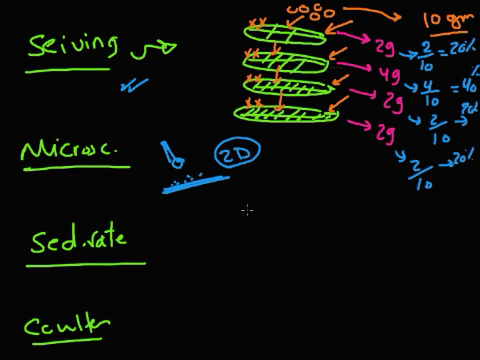 10 gm
Seiving
2g 2/10 = 20%
4g 4/10 = 40%
2g 2/10 → 20%
2g 2/10 → 20%
Microsc. 2D
Sed.rate
Coulter